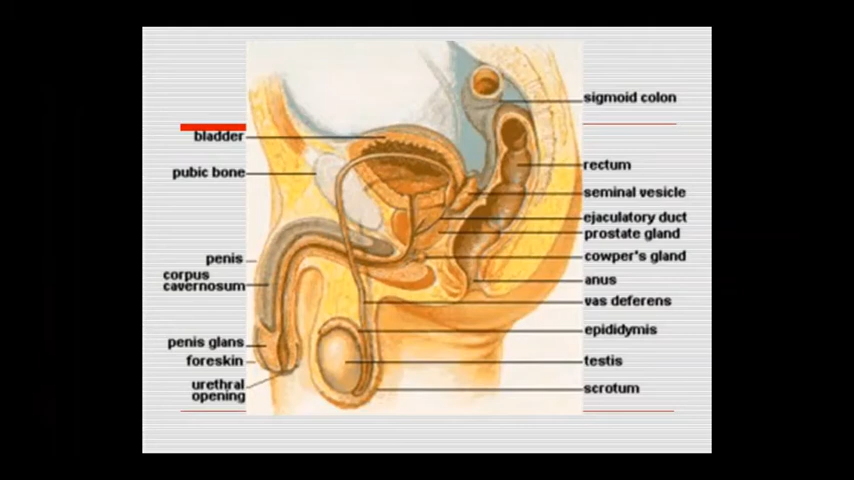 bladder
pubic bone
penis
corpus
cavernosum
penis glans
foreskin
urethral
opening
sigmoid colon
rectum
seminal vesicle
ejaculatory duct
prostate gland
cowper's gland
anus
vas deferens
epididymis
testis
scrotum